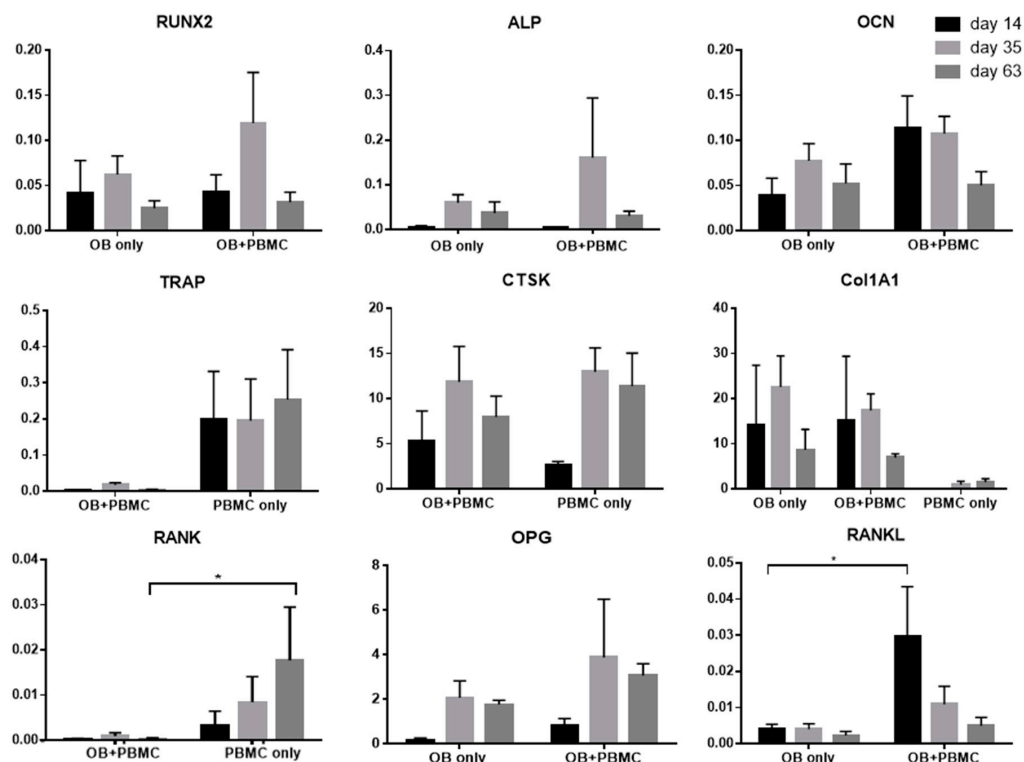 RUNX2
0.20
0.15
0.10
0.05
0.00
OB only OB+PBMC
ALP
0.4
0.3
0.2
0.1
0.0
OB only OB+PBMC
OCN
0.20
0.15
0.10
0.05
0.00
OB only OB+PBMC
day 14
day 35
day 63
TRAP
0.5
0.4
0.3
0.2
0.1
0.0
OB+PBMC PBMC only
CTSK
20
15
10
5
0
OB+PBMC PBMC only
Col1A1
40
30
20
10
0
OB only OB+PBMC PBMC only
RANK
0.04
0.03
0.02
0.01
0.00
*
OB+PBMC PBMC only
OPG
8
6
4
2
0
OB only OB+PBMC
RANKL
0.05
0.04
0.03
0.02
0.01
0.00
*
OB only OB+PBMC